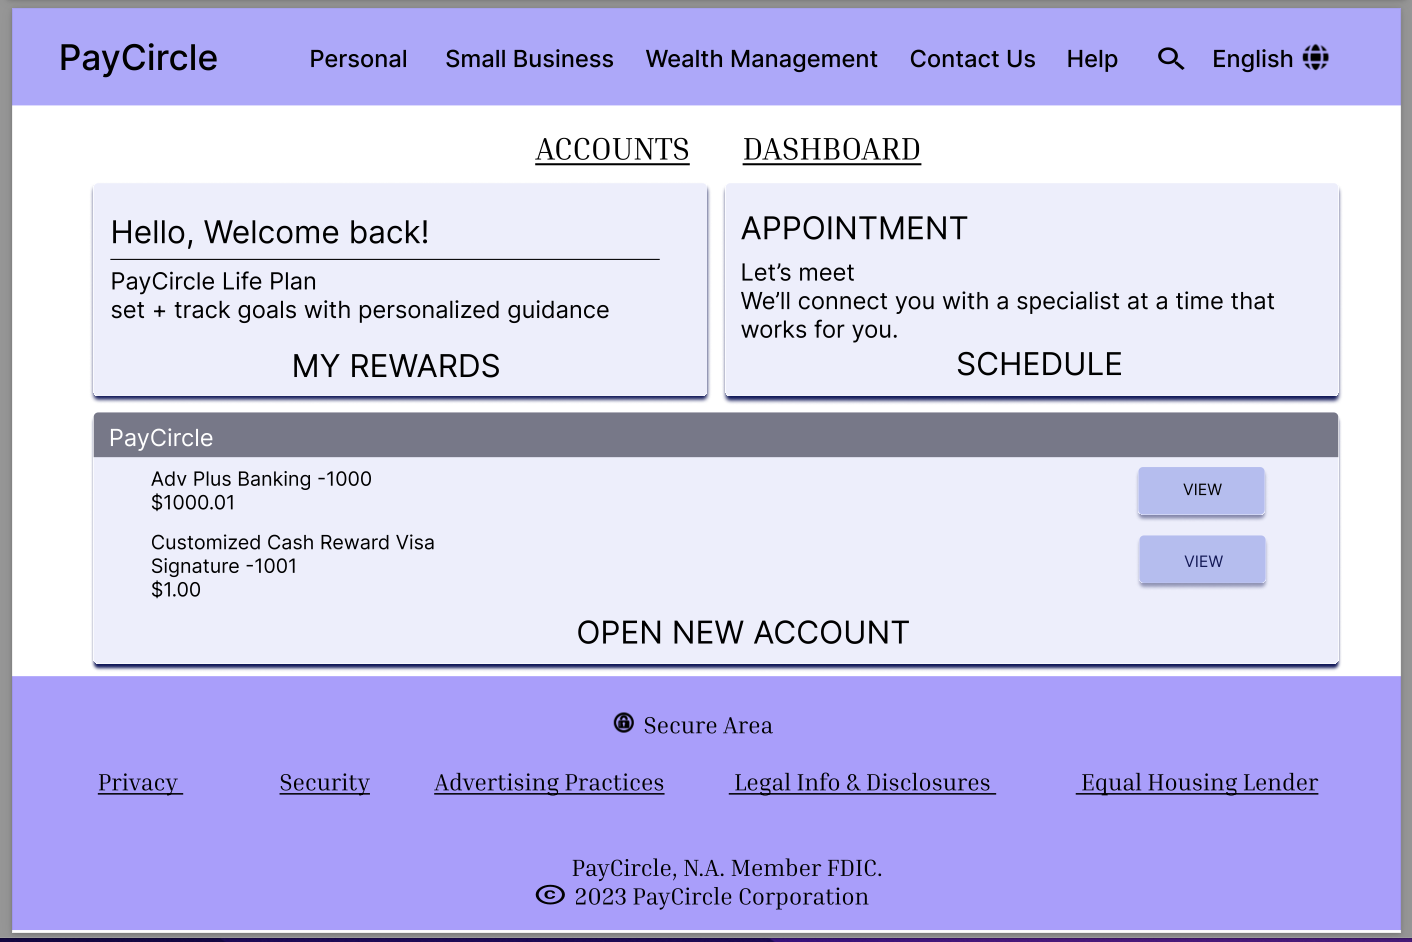 PayCircle
Personal
Small Business
Wealth Management
Contact Us
Help
English
ACCOUNTS
DASHBOARD
Hello, Welcome back!
PayCircle Life Plan
set + track goals with personalized guidance
MY REWARDS
APPOINTMENT
Let’s meet
We’ll connect you with a specialist at a time that
works for you.
SCHEDULE
PayCircle
Adv Plus Banking -1000
$1000.01
VIEW
Customized Cash Reward Visa
Signature -1001
$1.00
VIEW
OPEN NEW ACCOUNT
Secure Area
Privacy
Security
Advertising Practices
Legal Info & Disclosures
Equal Housing Lender
PayCircle, N.A. Member FDIC.
© 2023 PayCircle Corporation